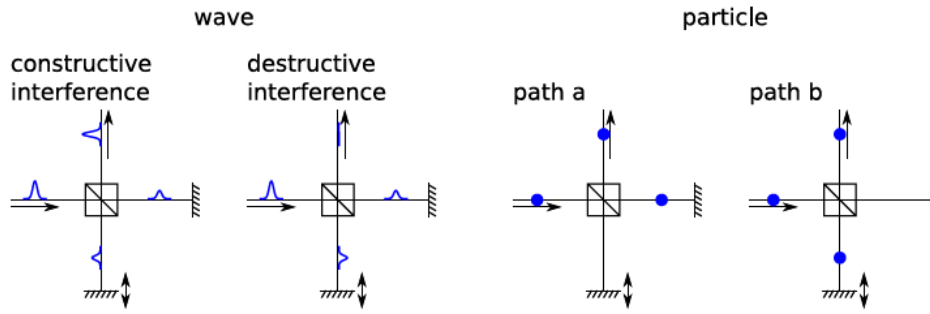 wave
particle
constructive
interference
destructive
interference
path a
path b